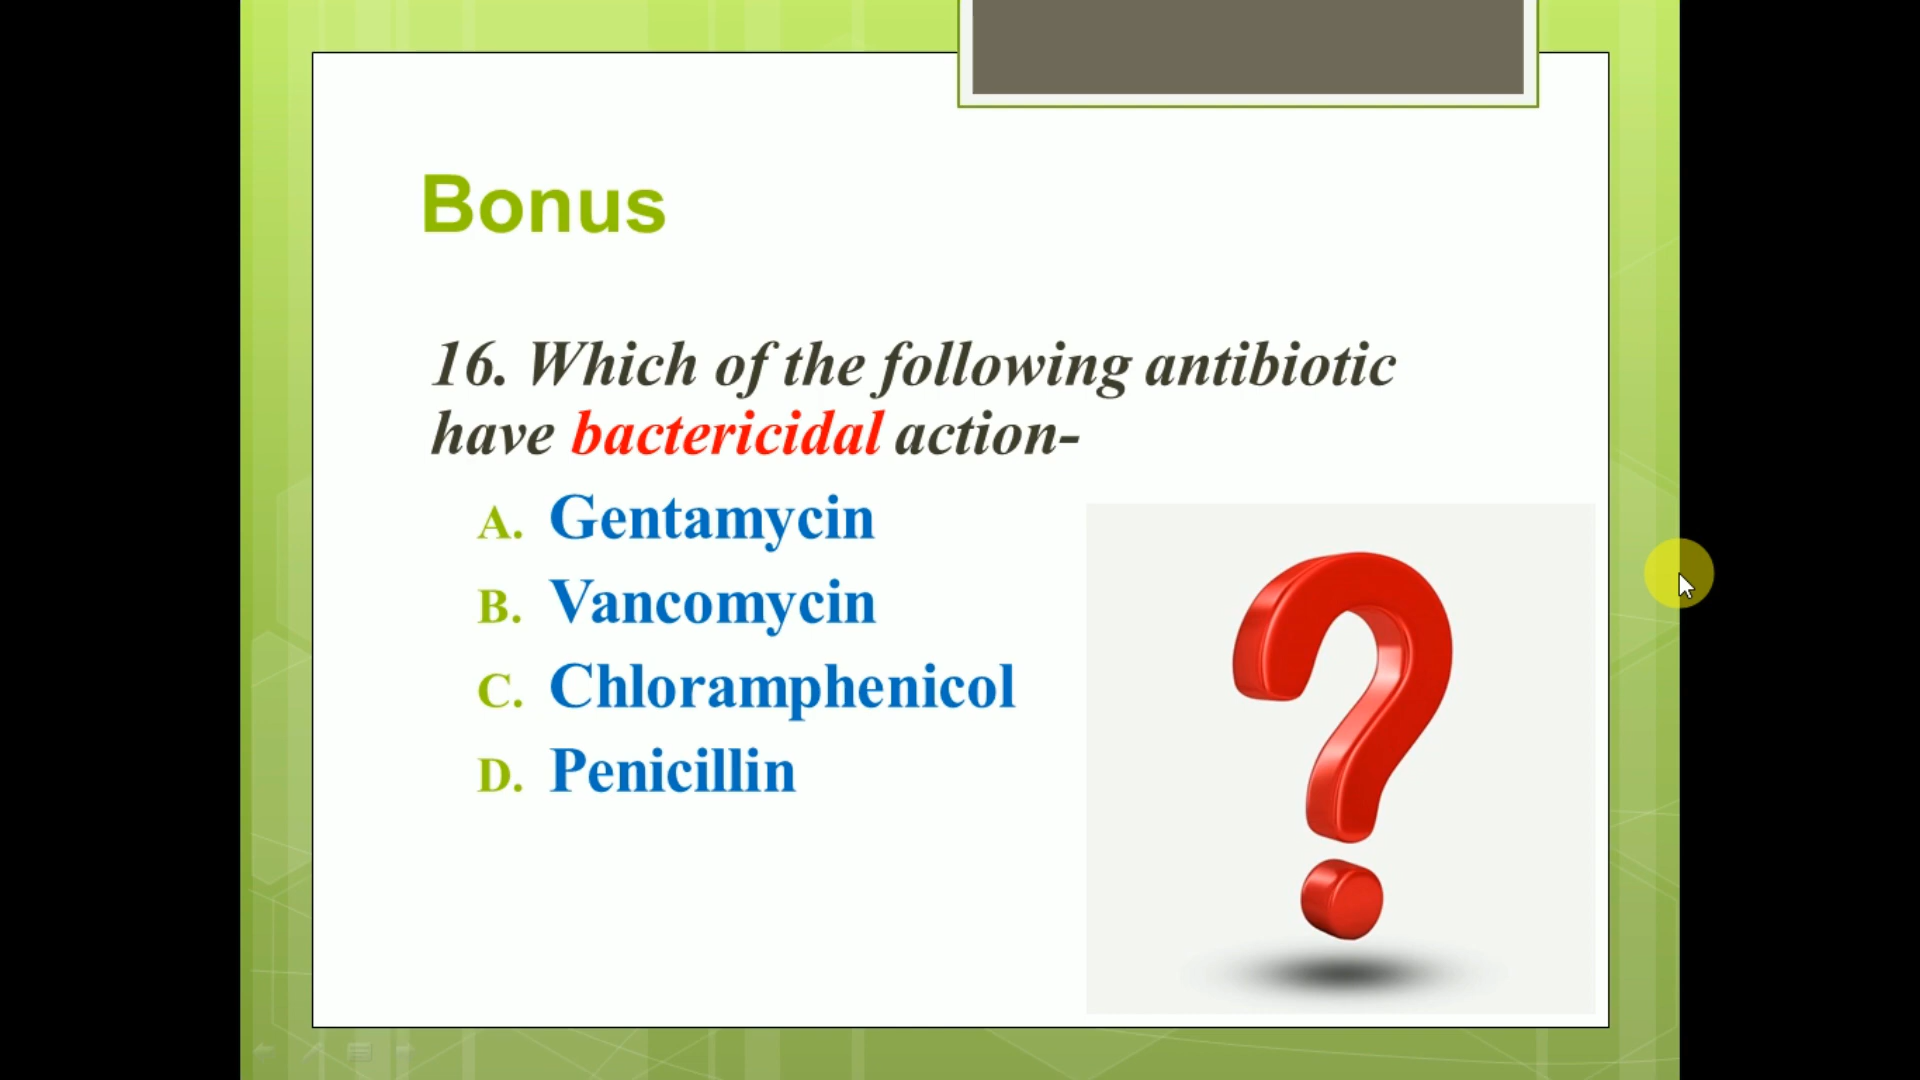 Bonus
16. Which of the following antibiotic
have bactericidal action-
A. Gentamycin
B. Vancomycin
C. Chloramphenicol
D. Penicillin